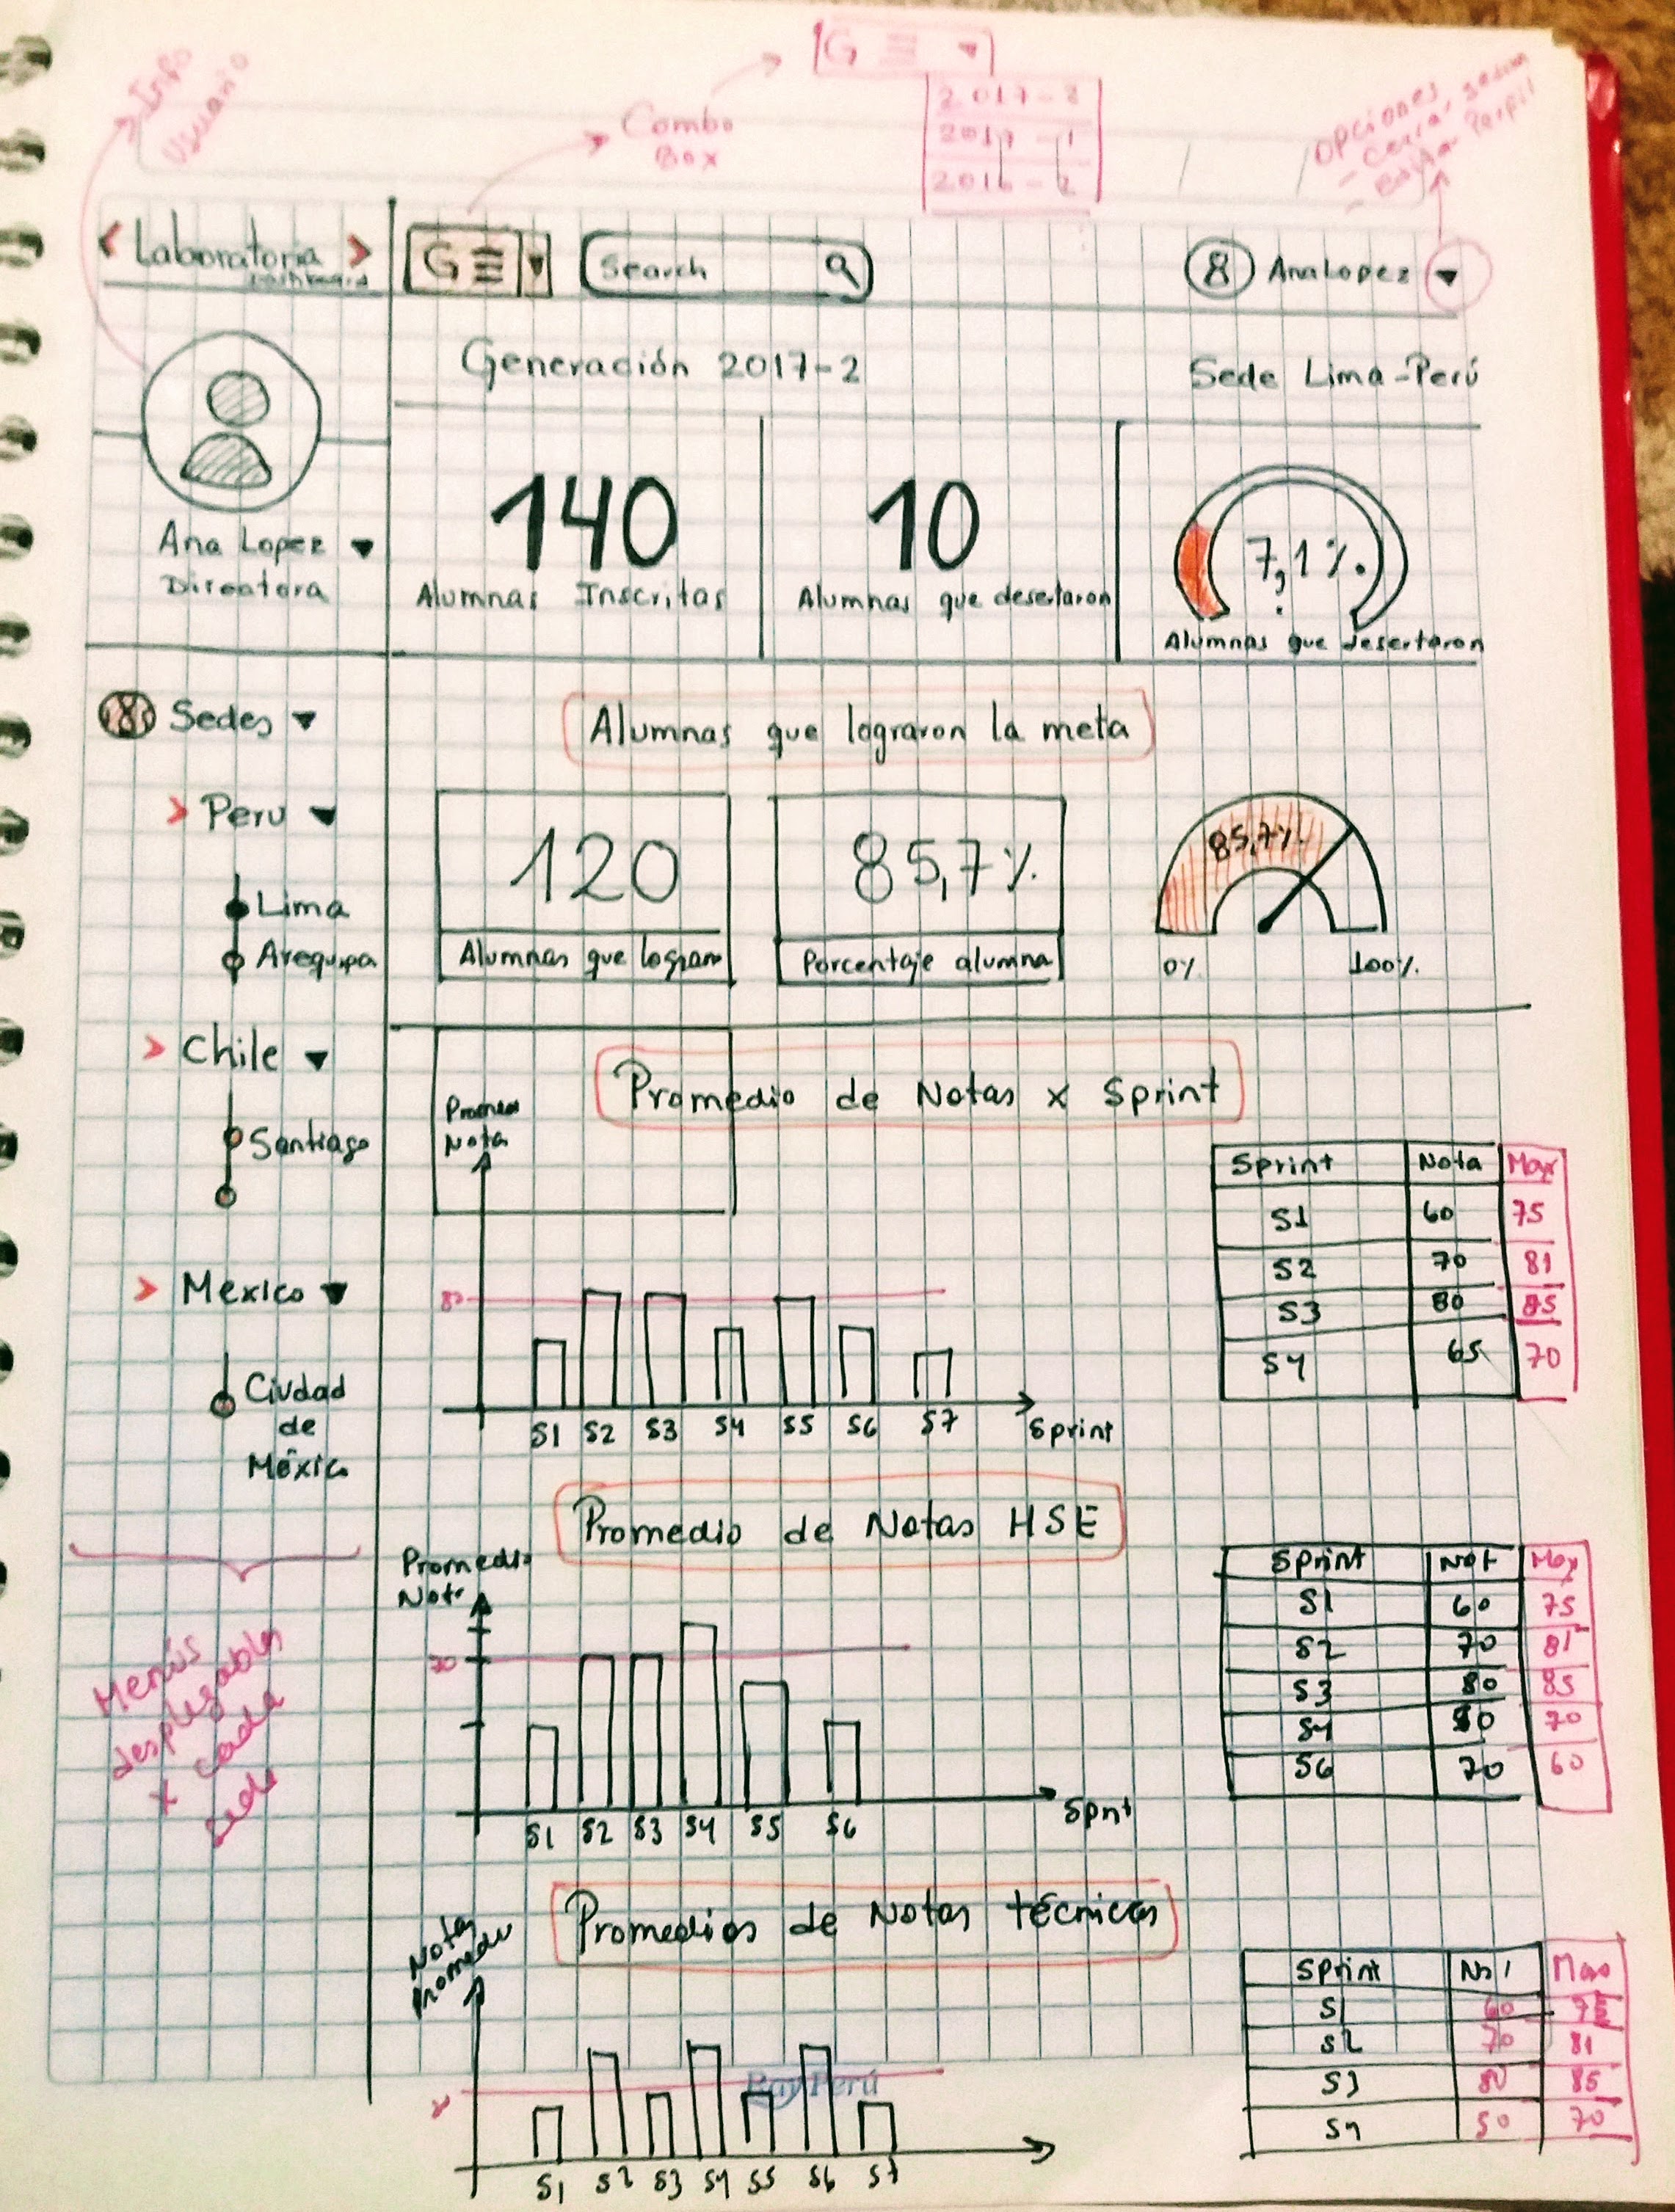 Info
Usuario
Combo
Box
G
2017-2
2017-1
2016-2
OPCIONES
- Cerrar sesion
- Editar Perfil
< Laboratoria >
Dashboard
G
Search
Ana Lopez
Generación 2017-2
Sede Lima-Perú
Ana Lopez
Directora
140
Alumnas Inscritas
10
Alumnas que desertaron
7,1%.
Alumnas que desertaron
Sedes
> Peru
Lima
Arequipa
> Chile
Santiago
> Mexico
Ciudad
de
México
Menús
desplegables
x cada
sede
Alumnas que lograron la meta
120
Alumnas que logran
85,7%
Porcentaje alumna
85,7%
0%
100%.
Promedio de Notas x Sprint
Nota
80
S1 S2 S3 S4 S5 S6 S7
Sprint
Sprint Nota Max
S1 60 75
S2 70 81
S3 80 85
S4 65 70
Promedio de Notas HSE
Promedio
Nota
70
S1 S2 S3 S4 S5 S6
Sprint Not Max
S1 60 75
S2 70 81
S3 80 85
S4 80 70
S6 70 60
Promedios de Notas técnicas
Notas
Promedio
S1 S2 S3 S4 S5 S6 S7
Ray Perú
Sprint Max
S1 60 75
S2 70 81
S3 80 85
S4 50 70